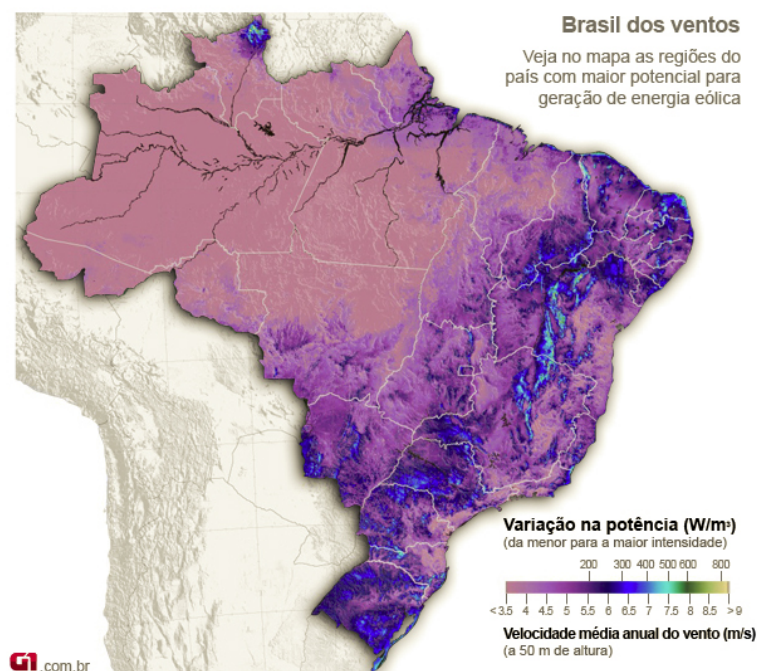 Brasil dos ventos
Veja no mapa as regiões do
país com maior potencial para
geração de energia eólica
Variação na potência (W/m³)
(da menor para a maior intensidade)
200 300 400 500 600 800
<3.5 4 4.5 5 5.5 6 6.5 7 7.5 8 8.5 >9
Velocidade média anual do vento (m/s)
(a 50 m de altura)
G1 .com.br